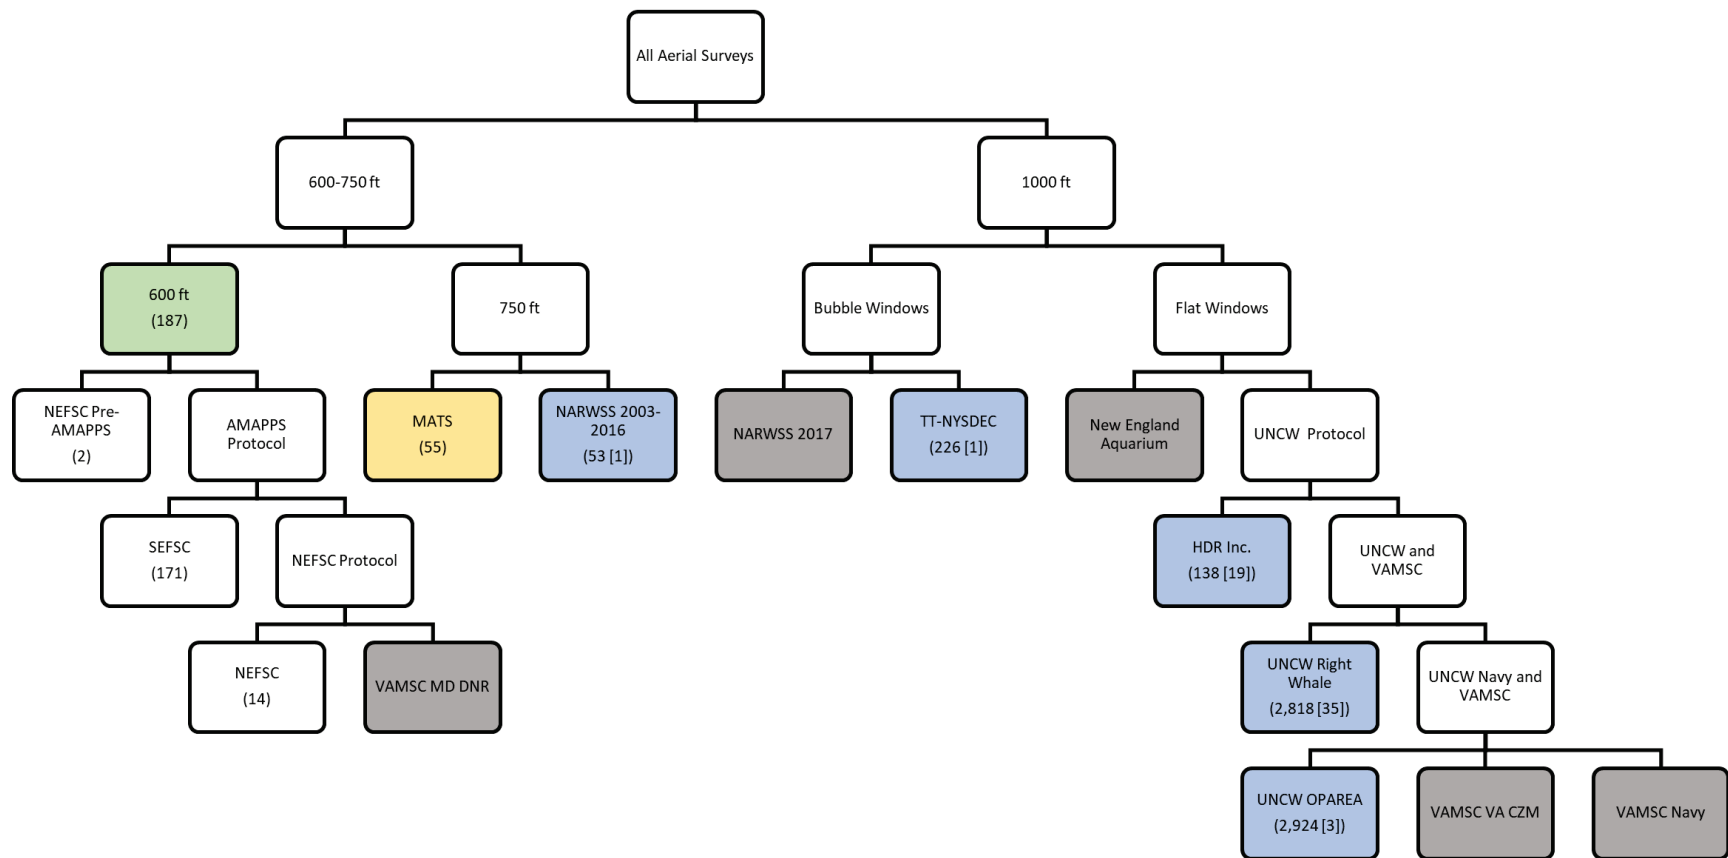 All Aerial Surveys
600-750 ft
1000 ft
600 ft
(187)
750 ft
Bubble Windows
Flat Windows
NEFSC Pre-
AMAPPS
(2)
AMAPPS
Protocol
MATS
(55)
NARWSS 2003-
2016
(53 [1])
NARWSS 2017
TT-NYSDEC
(226 [1])
New England
Aquarium
UNCW Protocol
SEFSC
(171)
NEFSC Protocol
HDR Inc.
(138 [19])
UNCW and
VAMSC
NEFSC
(14)
VAMSC MD DNR
UNCW Right
Whale
(2,818 [35])
UNCW Navy and
VAMSC
UNCW OPAREA
(2,924 [3])
VAMSC VA CZM
VAMSC Navy